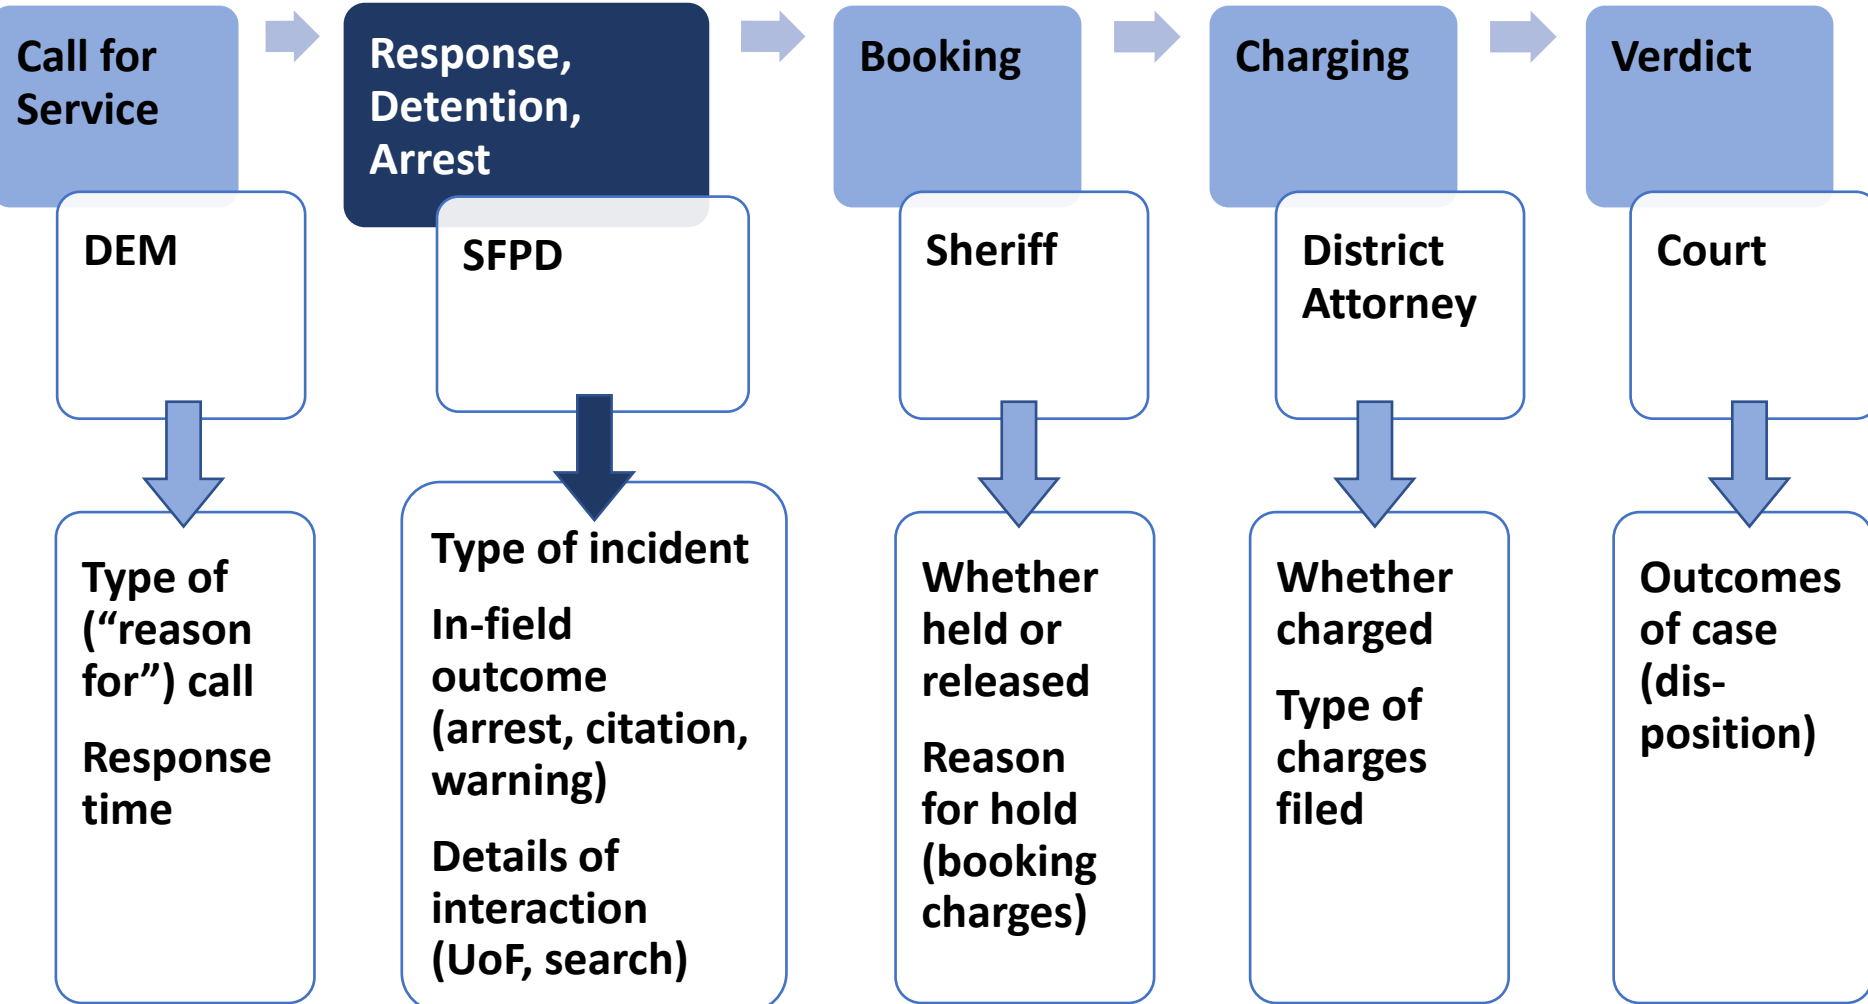 Call for
Service
Response,
Detention,
Arrest
Booking
Charging
Verdict
DEM
SFPD
Sheriff
District
Attorney
Court
Type of
(“reason
for”) call
Response
time
Type of incident
In-field
outcome
(arrest, citation,
warning)
Details of
interaction
(UoF, search)
Whether
held or
released
Reason
for hold
(booking
charges)
Whether
charged
Type of
charges
filed
Outcomes
of case
(dis-
position)